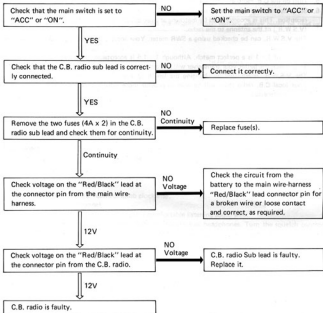 Check that the main switch is set to
"ACC" or "ON".
NO
Set the main switch to "ACC" or
"ON".
YES
Check that the C.B. radio sub lead is correct-
ly connected.
NO
Connect it correctly.
YES
Remove the two fuses (4A x 2) in the C.B.
radio sub lead and check them for continuity.
NO
Continuity
Replace fuse(s).
Continuity
Check voltage on the "Red/Black" lead at
the connector pin from the main wire-
harness.
NO
Voltage
Check the circuit from the
battery to the main wire-harness
"Red/Black" lead connector pin for
a broken wire or loose contact
and correct, as required.
12V
Check voltage on the "Red/Black" lead at
the connector pin from the C.B. radio.
NO
Voltage
C.B. radio Sub lead is faulty.
Replace it.
12V
C.B. radio is faulty.